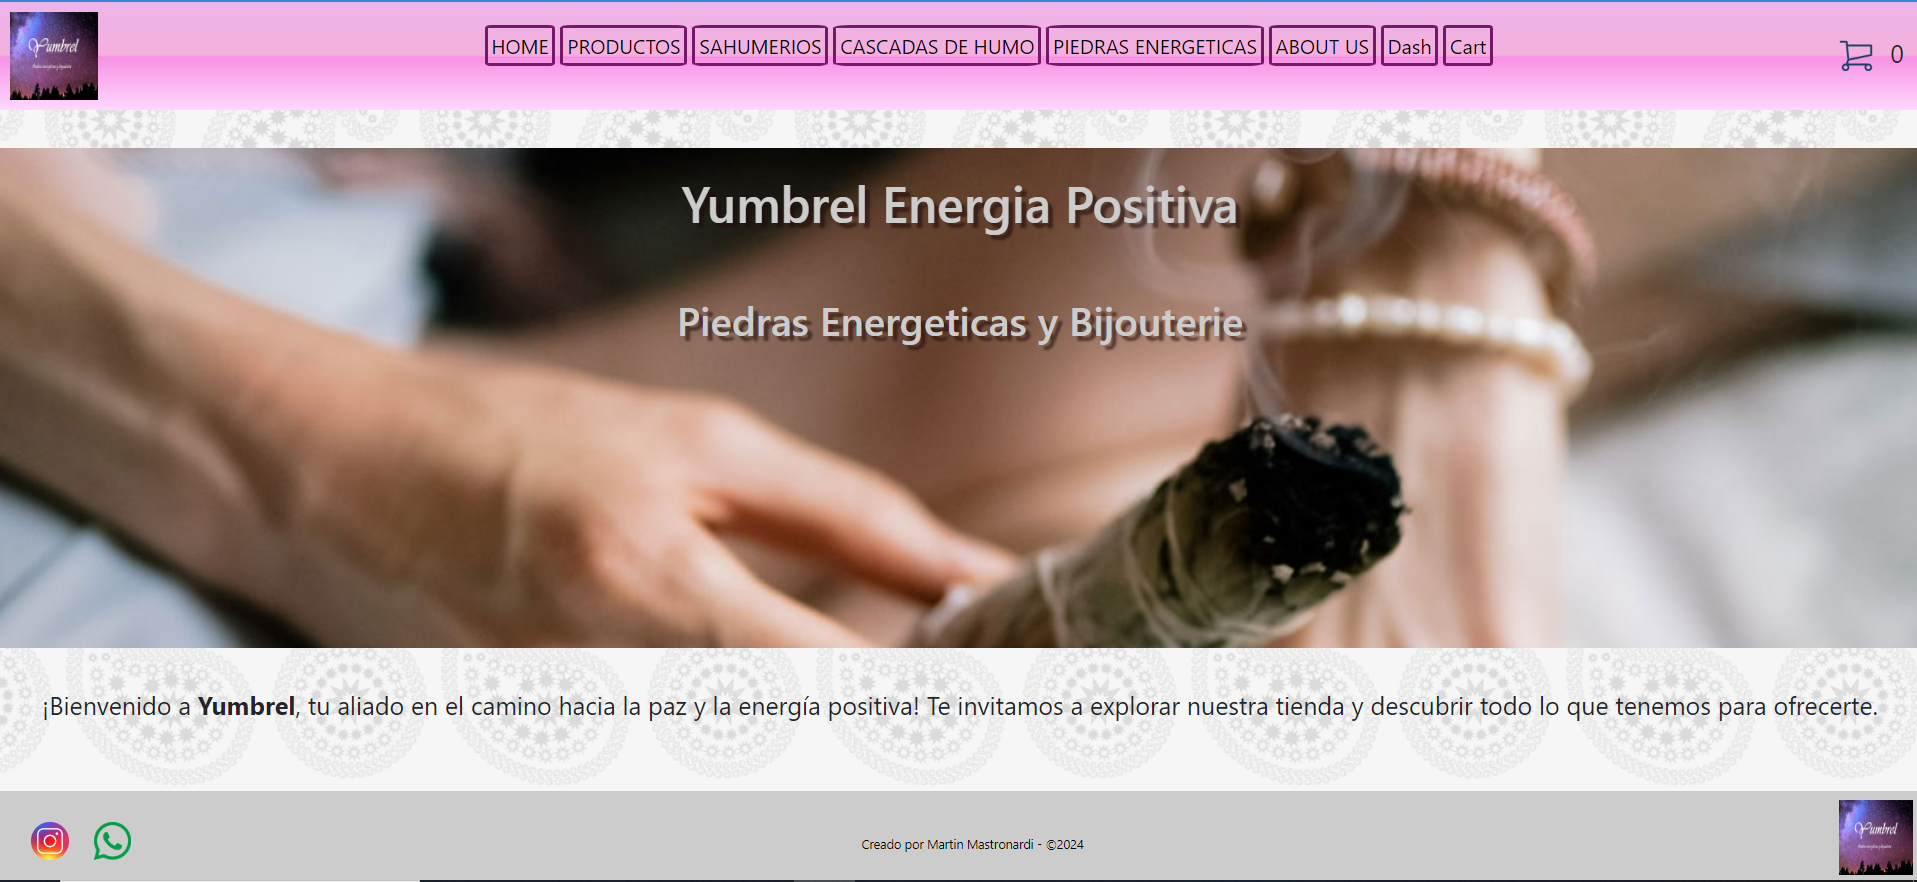 Yumbrel
HOME PRODUCTOS SAHUMERIOS CASCADAS DE HUMO PIEDRAS ENERGETICAS ABOUT US Dash Cart
0
Yumbrel Energia Positiva
Piedras Energeticas y Bijouterie
¡Bienvenido a Yumbrel, tu aliado en el camino hacia la paz y la energía positiva! Te invitamos a explorar nuestra tienda y descubrir todo lo que tenemos para ofrecerte.
Creado por Martin Mastronardi - ©2024
Yumbrel